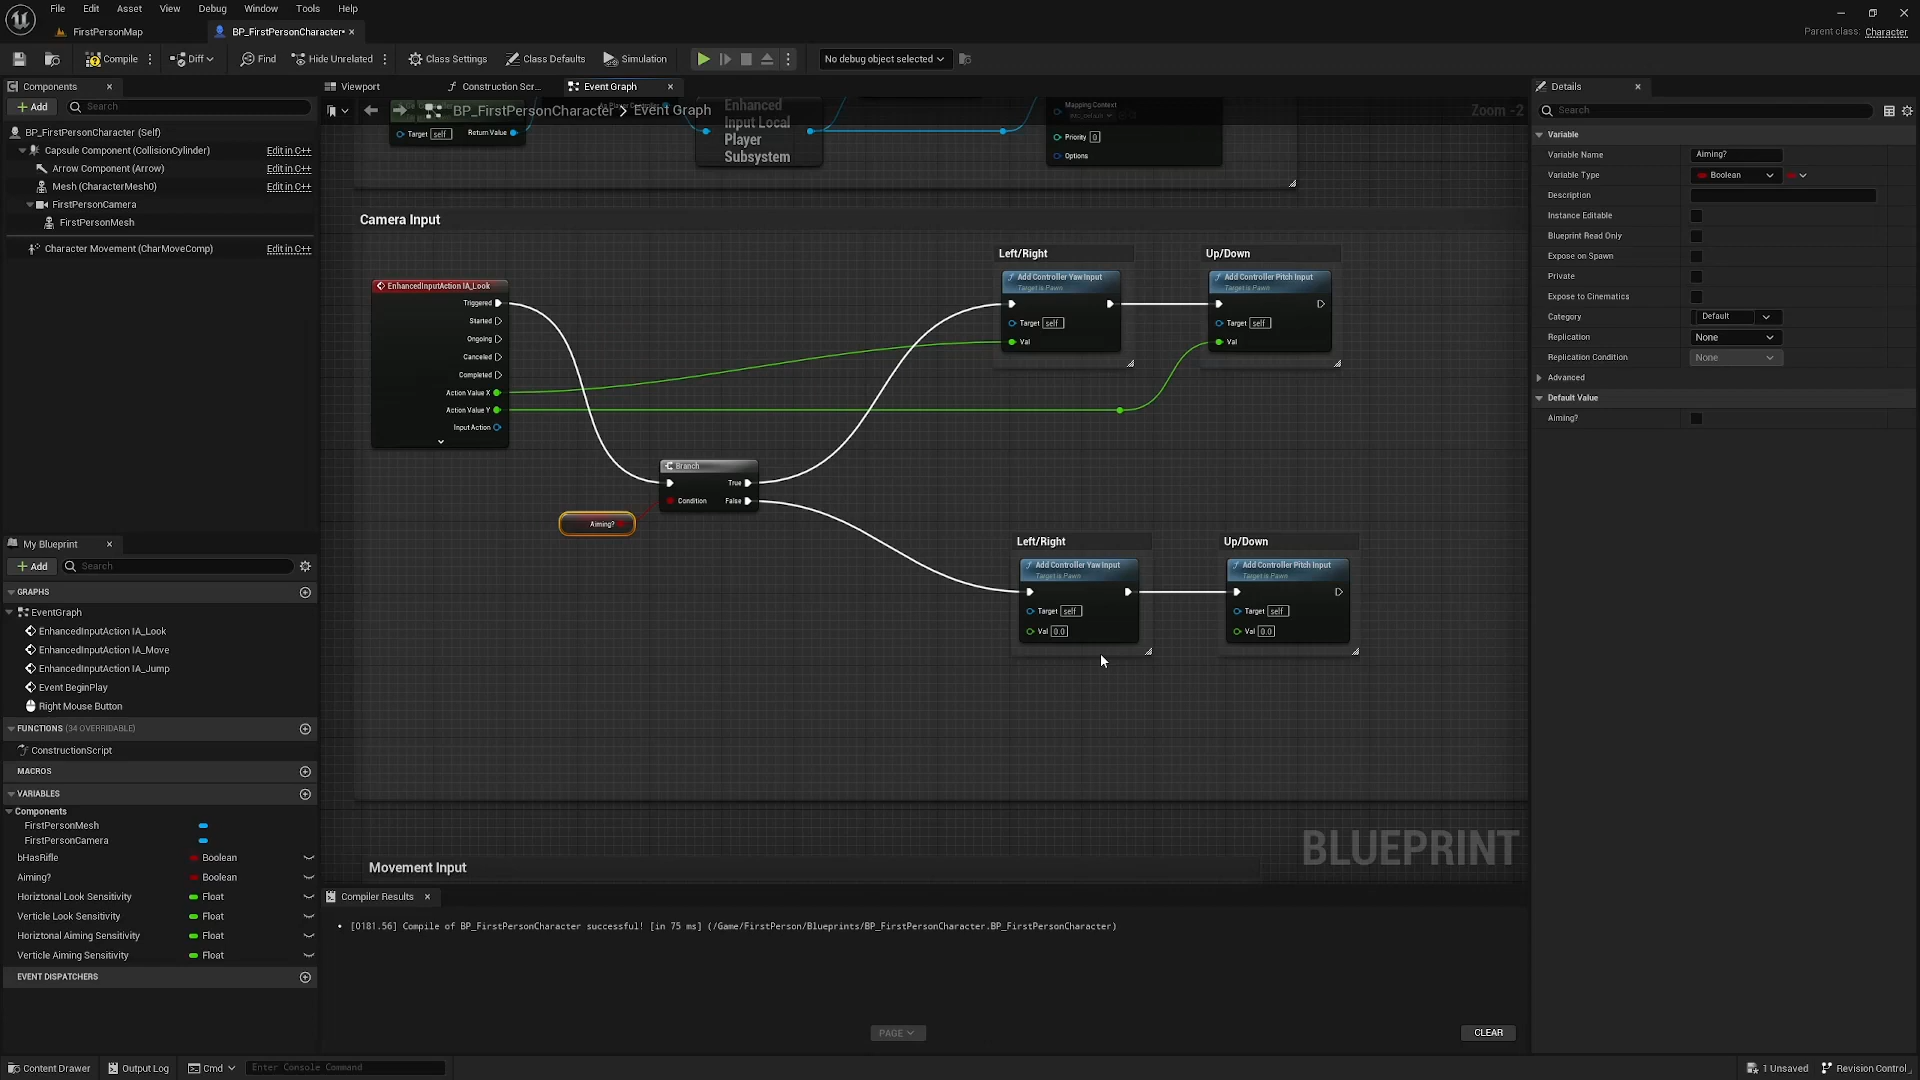 File Edit Asset View Debug Window Tools Help
FirstPersonMap
BP_FirstPersonCharacter•
Parent class: Character
Compile
Diff
Find
Hide Unrelated
Class Settings
Class Defaults
Simulation
No debug object selected
Components
Add
Search
BP_FirstPersonCharacter (Self)
Capsule Component (CollisionCylinder) Edit in C++
Arrow Component (Arrow) Edit in C++
Mesh (CharacterMesh0) Edit in C++
FirstPersonCamera
FirstPersonMesh
Character Movement (CharMoveComp) Edit in C++
My Blueprint
Add
Search
GRAPHS
EventGraph
EnhancedInputAction IA_Look
EnhancedInputAction IA_Move
EnhancedInputAction IA_Jump
Event BeginPlay
Right Mouse Button
FUNCTIONS (34 OVERRIDABLE)
ConstructionScript
MACROS
VARIABLES
Components
FirstPersonMesh
FirstPersonCamera
bHasRifle Boolean
Aiming? Boolean
Horiztonal Look Sensitivity Float
Verticle Look Sensitivity Float
Horiztonal Aiming Sensitivity Float
Verticle Aiming Sensitivity Float
EVENT DISPATCHERS
Viewport
Construction Scr...
Event Graph
BP_FirstPersonCharacter > Event Graph
Zoom -2
Target self Return Value
Enhanced
Input Local
Player
Subsystem
Mapping Context
Priority 0
Options
Camera Input
EnhancedInputAction IA_Look
Triggered
Started
Ongoing
Canceled
Completed
Action Value X
Action Value Y
Input Action
Left/Right
Add Controller Yaw Input
Target is Pawn
Target self
Val
Up/Down
Add Controller Pitch Input
Target is Pawn
Target self
Val
Branch
True
Condition False
Aiming?
Left/Right
Add Controller Yaw Input
Target is Pawn
Target self
Val 0.0
Up/Down
Add Controller Pitch Input
Target is Pawn
Target self
Val 0.0
BLUEPRINT
Movement Input
Compiler Results
[0181.56] Compile of BP_FirstPersonCharacter successful! [in 75 ms] (/Game/FirstPerson/Blueprints/BP_FirstPersonCharacter.BP_FirstPersonCharacter)
PAGE
CLEAR
Details
Search
Variable
Variable Name Aiming?
Variable Type Boolean
Description
Instance Editable
Blueprint Read Only
Expose on Spawn
Private
Expose to Cinematics
Category Default
Replication None
Replication Condition None
Advanced
Default Value
Aiming?
Content Drawer
Output Log
Cmd
Enter Console Command
1 Unsaved
Revision Control